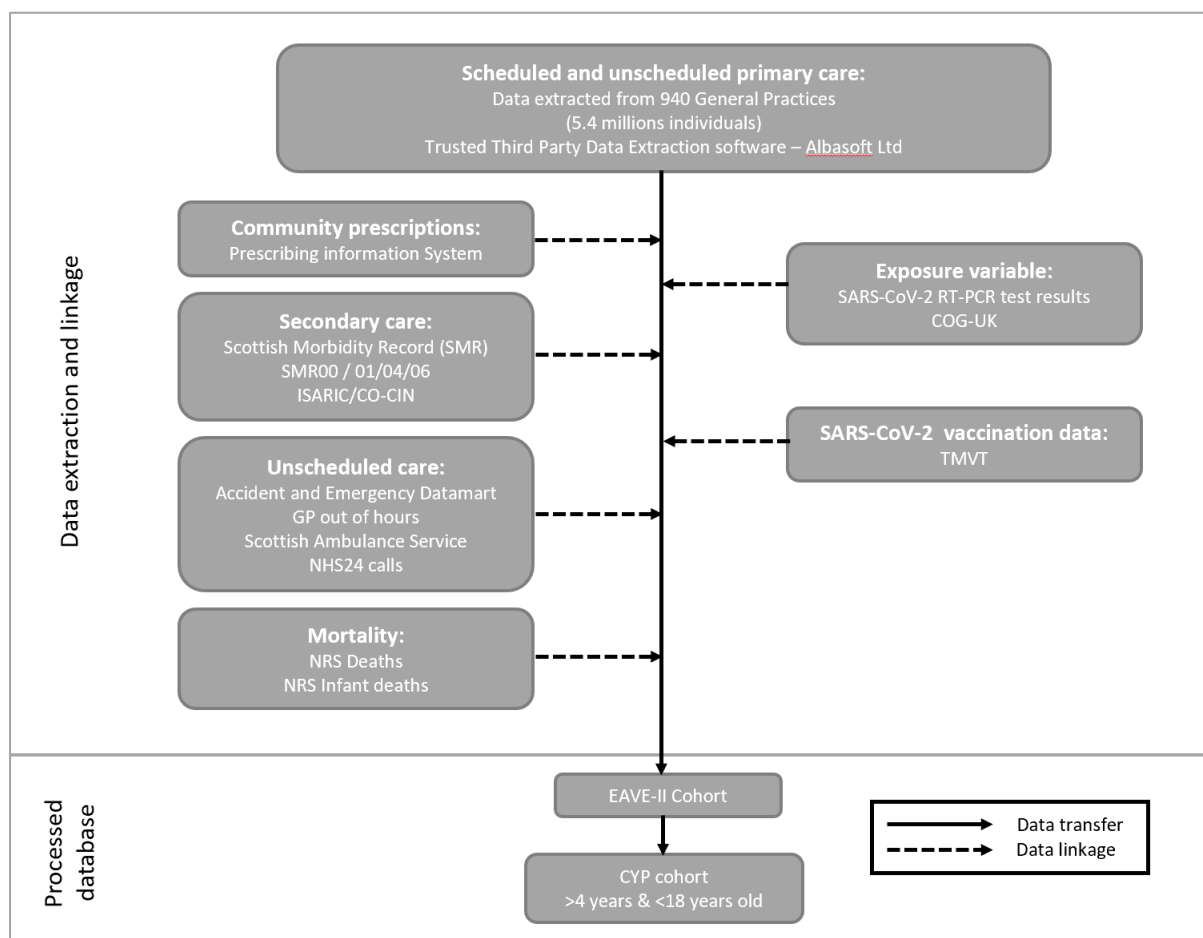 Scheduled and unscheduled primary care:
Data extracted from 940 General Practices
(5.4 millions individuals)
Trusted Third Party Data Extraction software – Albasoft Ltd
Data extraction and linkage
Community prescriptions:
Prescribing information System
Exposure variable:
SARS-CoV-2 RT-PCR test results
COG-UK
Secondary care:
Scottish Morbidity Record (SMR)
SMR00 / 01/04/06
ISARIC/CO-CIN
SARS-CoV-2 vaccination data:
TMVT
Unscheduled care:
Accident and Emergency Datamart
GP out of hours
Scottish Ambulance Service
NHS24 calls
Mortality:
NRS Deaths
NRS Infant deaths
Processed
database
EAVE-II Cohort
CYP cohort
>4 years & <18 years old
Data transfer
Data linkage